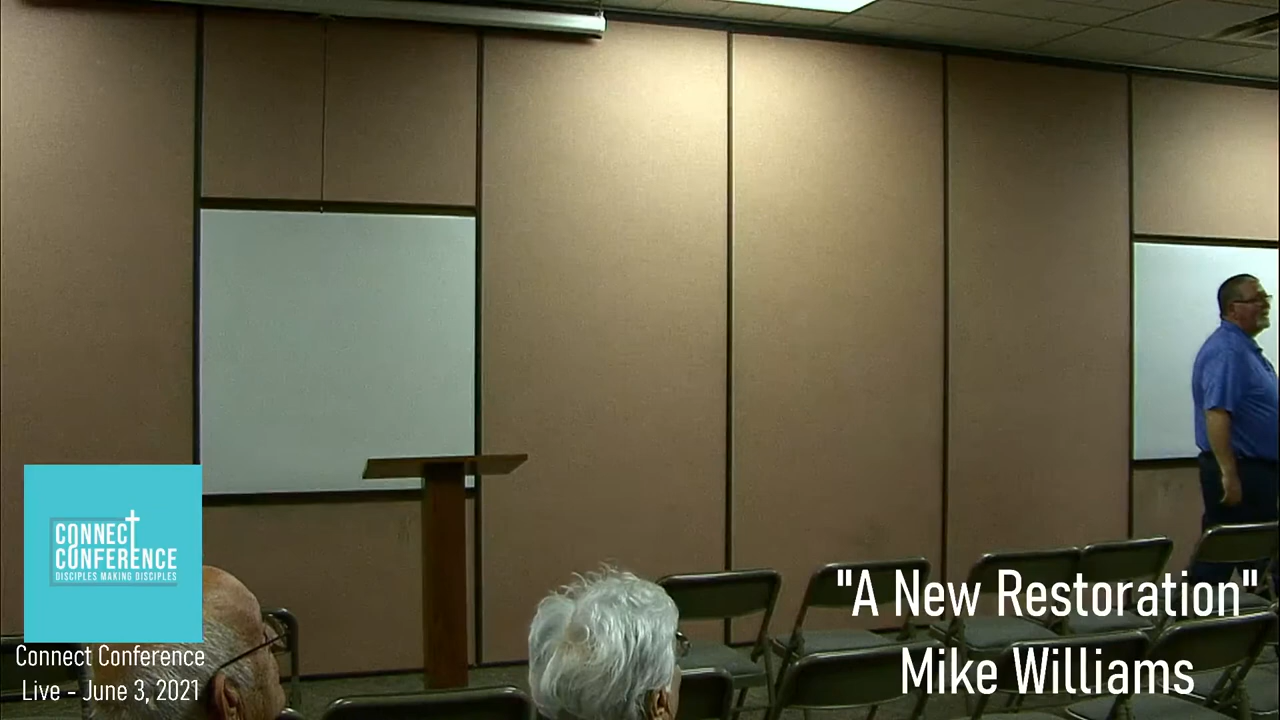 CONNECT
CONFERENCE
DISCIPLES MAKING DISCIPLES
Connect Conference
Live - June 3, 2021
"A New Restoration"
Mike Williams